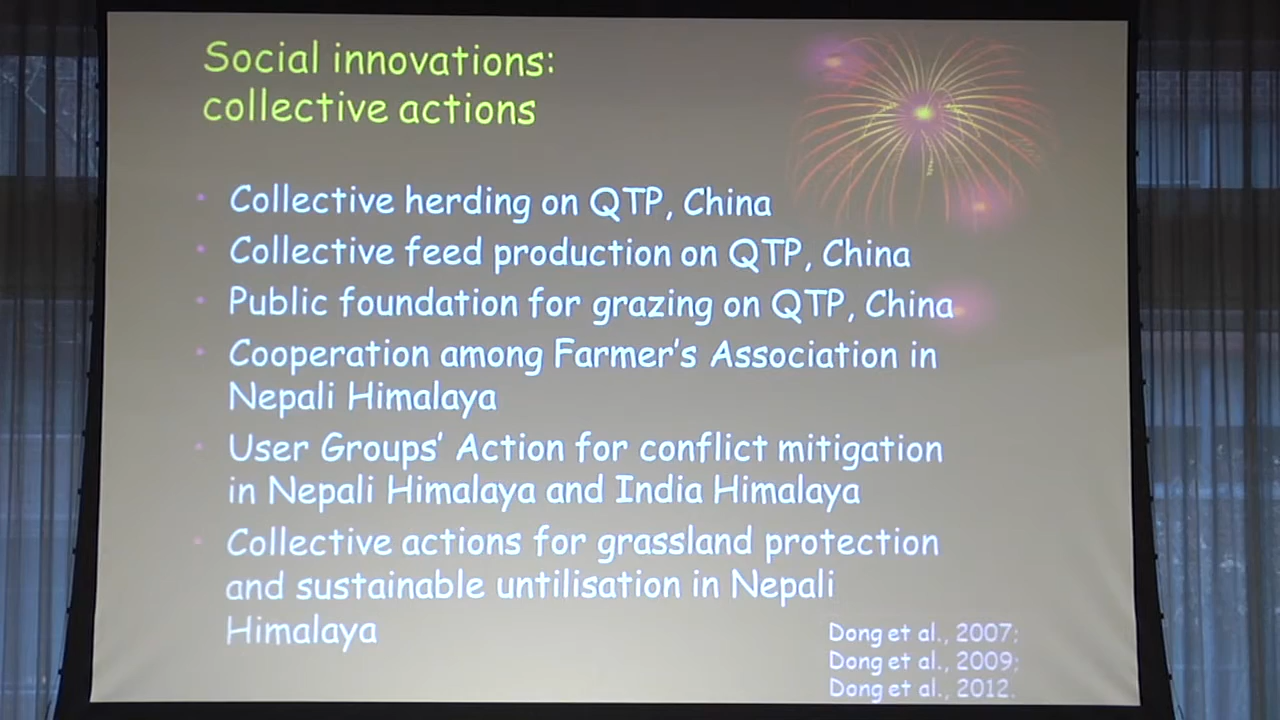 Social innovations:
collective actions
• Collective herding on QTP, China
• Collective feed production on QTP, China
• Public foundation for grazing on QTP, China
• Cooperation among Farmer's Association in
Nepali Himalaya
• User Groups' Action for conflict mitigation
in Nepali Himalaya and India Himalaya
• Collective actions for grassland protection
and sustainable untilisation in Nepali
Himalaya
Dong et al., 2007;
Dong et al., 2009;
Dong et al., 2012.